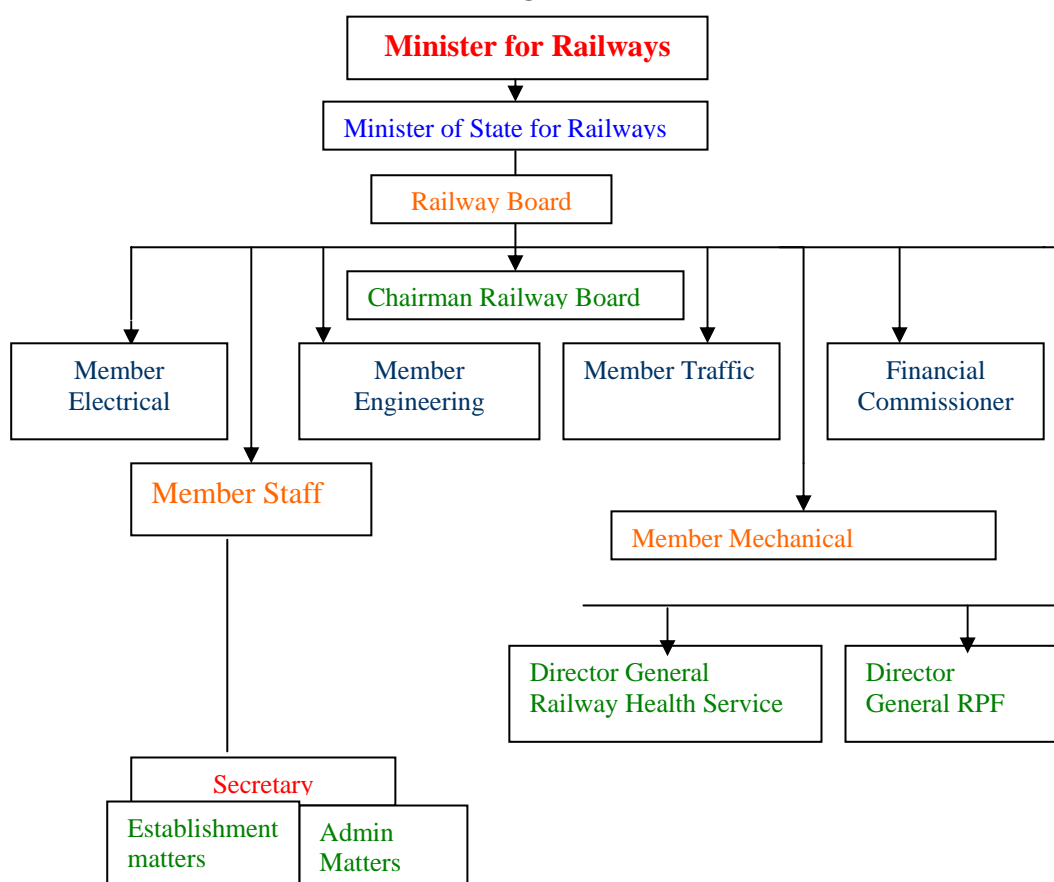 Minister for Railways
Minister of State for Railways
Railway Board
Chairman Railway Board
Member
Electrical
Member
Engineering
Member Traffic
Financial
Commissioner
Member Staff
Member Mechanical
Director General
Railway Health Service
Director
General RPF
Secretary
Establishment
matters
Admin
Matters